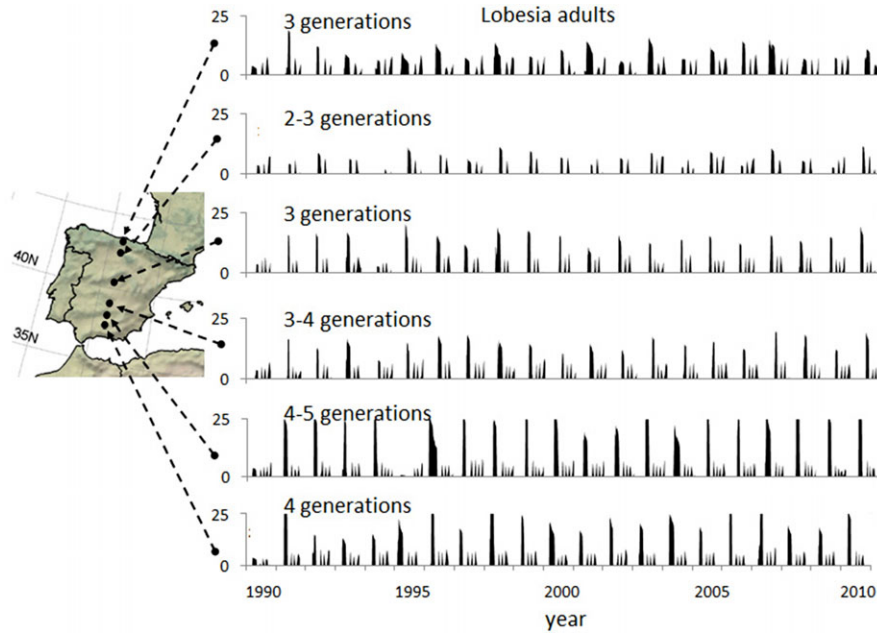 Lobesia adults
25
3 generations
0
25
2-3 generations
0
25
3 generations
0
40N
35N
25
3-4 generations
0
25
4-5 generations
0
25
4 generations
0
1990 1995 2000 2005 2010
year